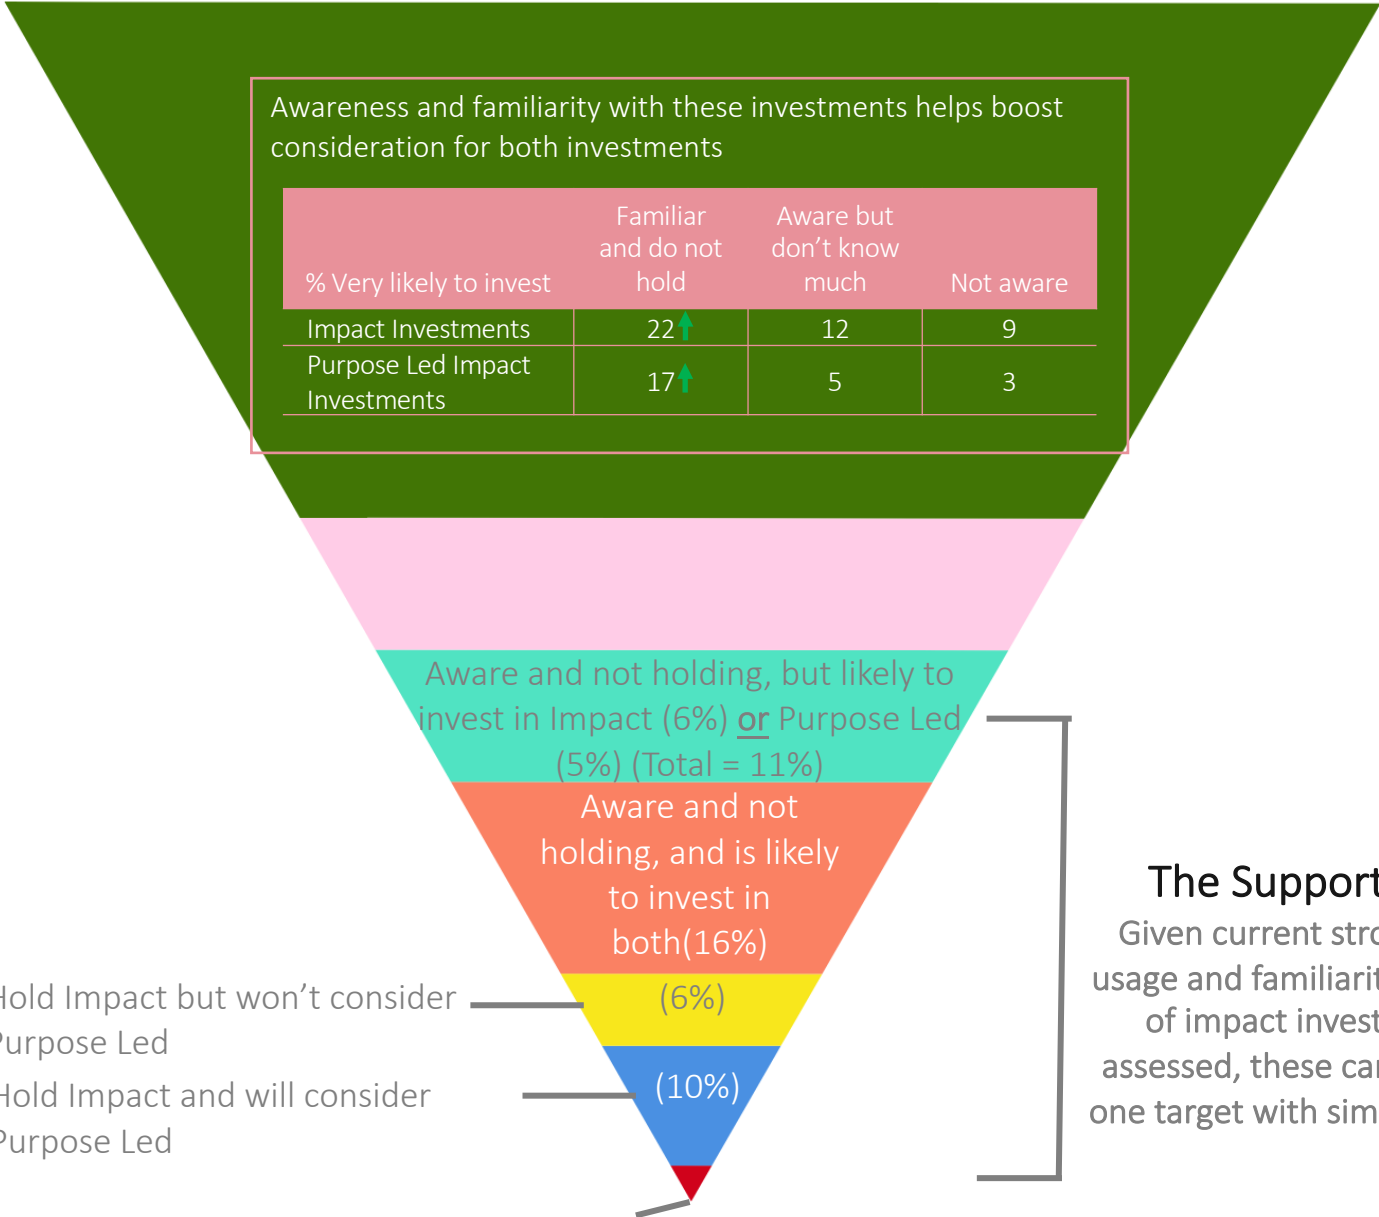 Awareness and familiarity with these investments helps boost
consideration for both investments
% Very likely to invest
Familiar
and do not
hold
Aware but
don't know
much
Not aware
Impact Investments
22
12
9
Purpose Led Impact
Investments
17
5
3
Aware and not holding, but likely to
invest in Impact (6%) or Purpose Led
(5%) (Total = 11%)
Aware and not
holding, and is likely
to invest in
both(16%)
Hold Impact but won't consider
Purpose Led
(6%)
Hold Impact and will consider
Purpose Led
(10%)
The Support
Given current
usage and
of impact
assessed, these
one target with